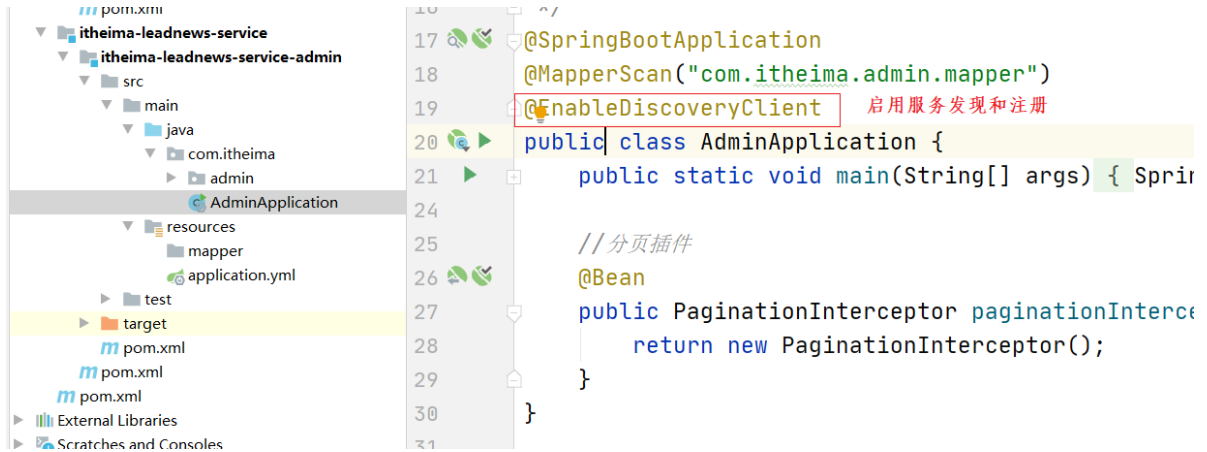 pom.xml
itheima-leadnews-service
itheima-leadnews-service-admin
src
main
java
com.itheima
admin
AdminApplication
resources
mapper
application.yml
test
target
pom.xml
pom.xml
pom.xml
External Libraries
Scratches and Consoles
16 */
17 @SpringBootApplication
18 @MapperScan("com.itheima.admin.mapper")
19 @EnableDiscoveryClient 启用服务发现和注册
20 public class AdminApplication {
21 public static void main(String[] args) { Sprin
24
25 //分页插件
26 @Bean
27 public PaginationInterceptor paginationInterce
28 return new PaginationInterceptor();
29 }
30 }
31